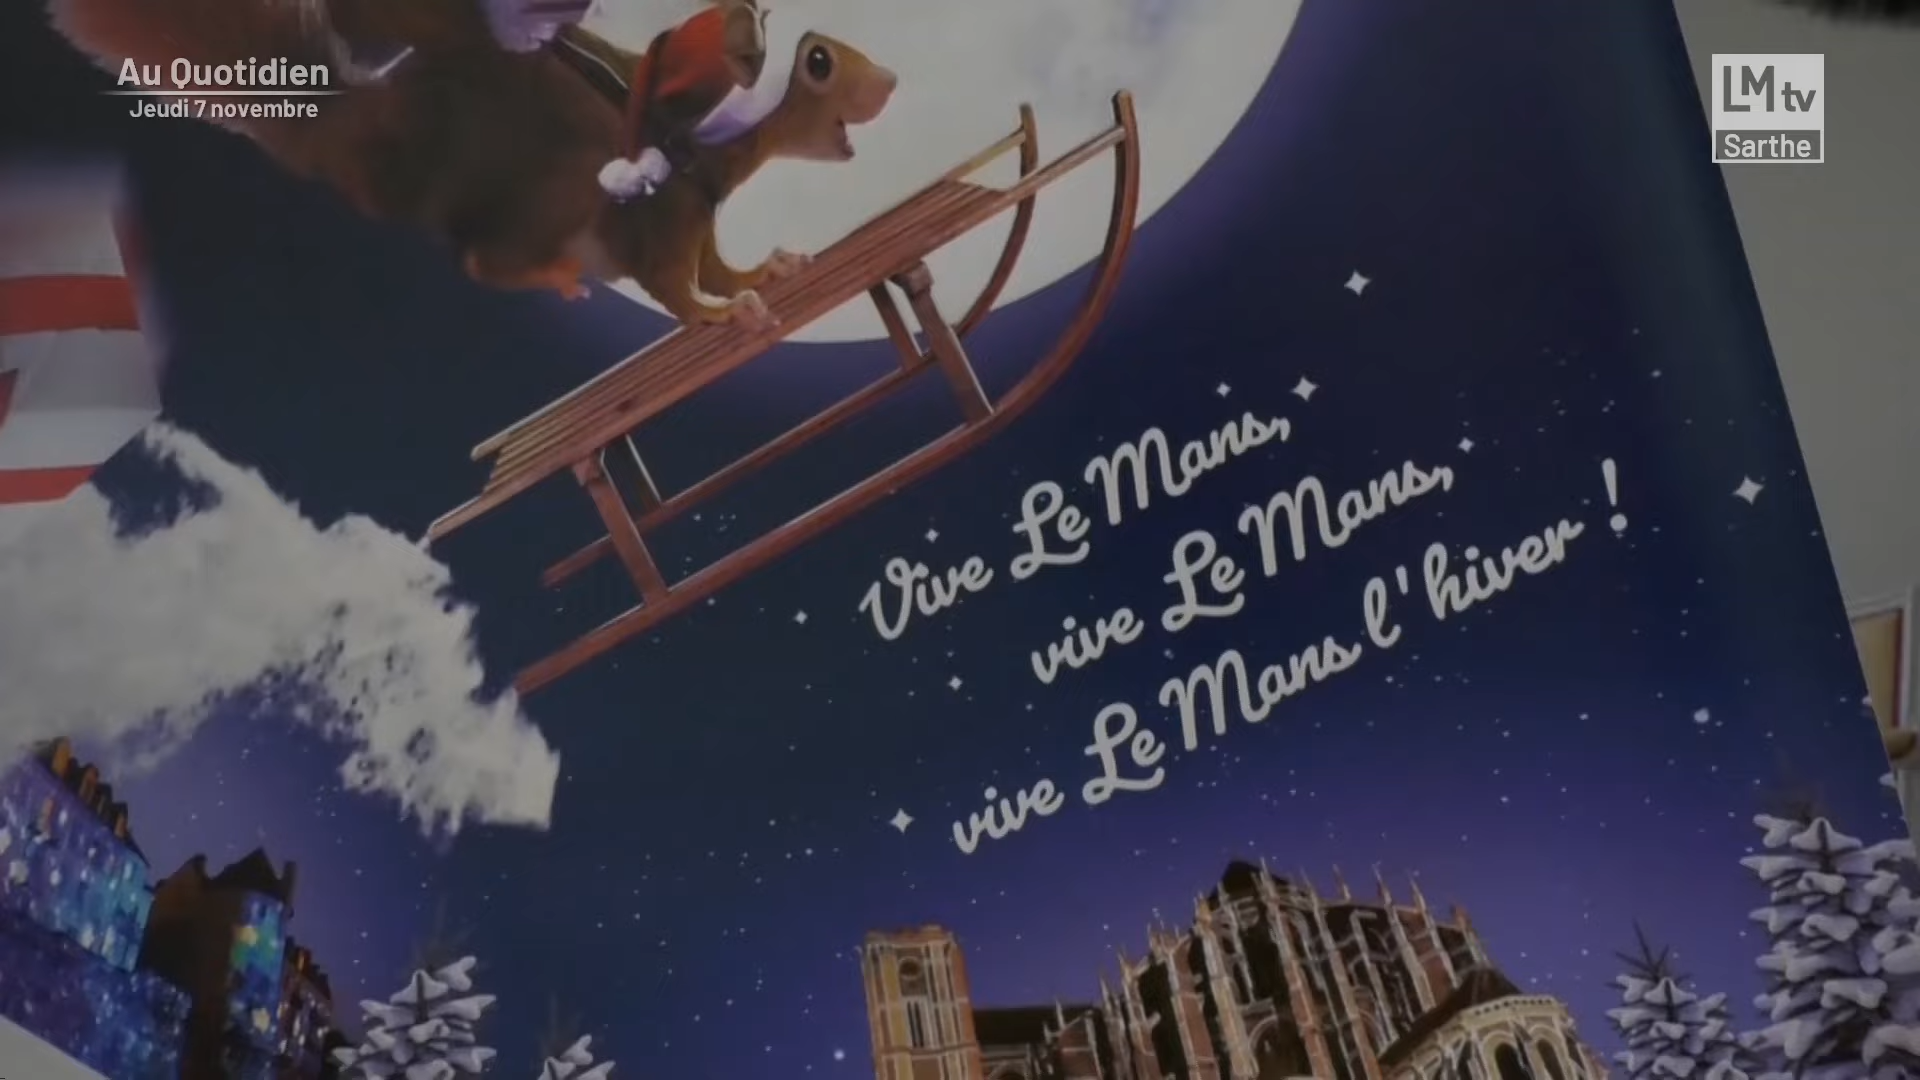 Au Quotidien
Jeudi 7 novembre
LM tv
Sarthe
Vive Le Mans,
vive Le Mans,
vive Le Mans l'hiver !